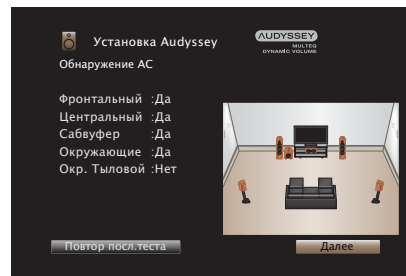 Установка Audyssey
AUDYSSEY
MULTEQ
DYNAMIC VOLUME
Обнаружение АС
Фронтальный :Да
Центральный :Да
Сабвуфер :Да
Окружающие :Да
Окр. Тыловой :Нет
Повтор посл.теста
Далее